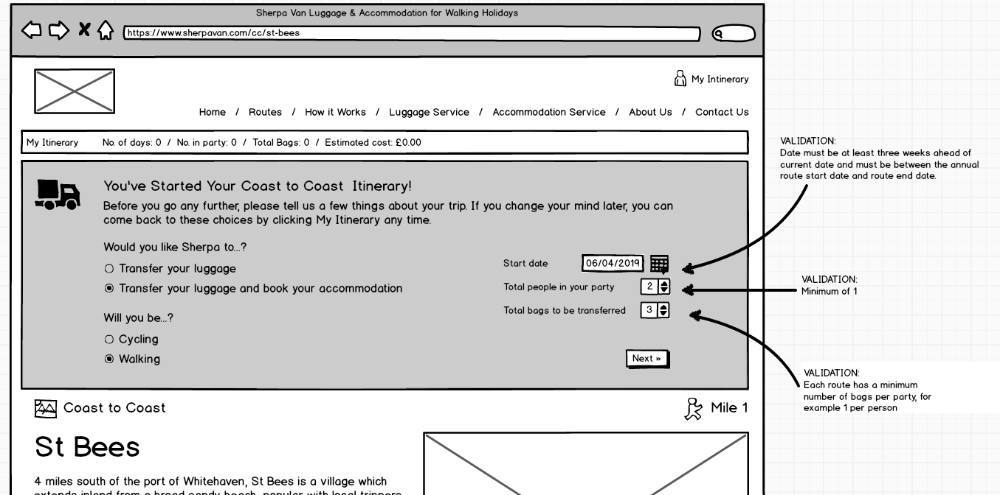 Sherpa Van Luggage & Accommodation for Walking Holidays
https://www.sherpavan.com/cc/st-bees
My Intinerary
Home / Routes / How it Works / Luggage Service / Accommodation Service / About Us / Contact Us
My Itinerary No. of days: 0 / No. in party: 0 / Total Bags: 0 / Estimated cost: £0.00
VALIDATION:
Date must be at least three weeks ahead of
current date and must be between the annual
route start date and route end date.
You've Started Your Coast to Coast Itinerary!
Before you go any further, please tell us a few things about your trip. If you change your mind later, you can
come back to these choices by clicking My Itinerary any time.
Would you like Sherpa to...?
Transfer your luggage
Transfer your luggage and book your accommodation
Will you be...?
Cycling
Walking
Start date 06/04/2019
Total people in your party 2
Total bags to be transferred 3
Next »
VALIDATION:
Minimum of 1
VALIDATION:
Each route has a minimum
number of bags per party, for
example 1 per person
Coast to Coast
Mile 1
St Bees
4 miles south of the port of Whitehaven, St Bees is a village which
extends inland from a broad sandy beach, popular with local trippers